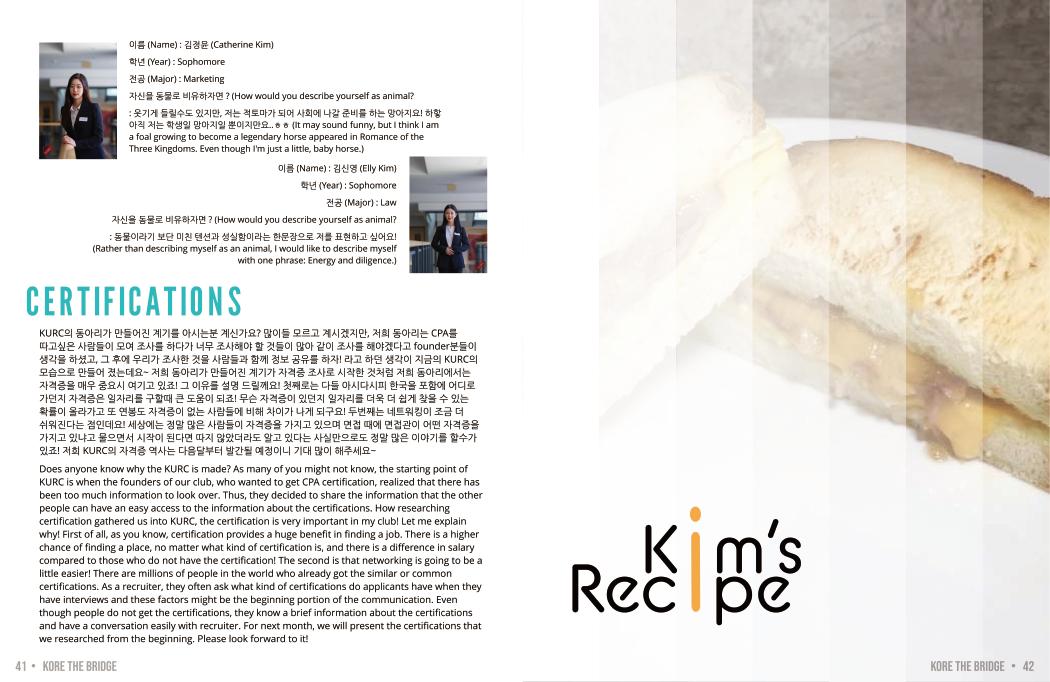 이름 (Name) : 김정윤 (Catherine Kim)
학년 (Year) : Sophomore
전공 (Major) : Marketing
자신을 동물로 비유하자면 ? (How would you describe yourself as animal?
: 웃기게 들릴수도 있지만, 저는 적토마가 되어 사회에 나갈 준비를 하는 망아지요! 하핳
아직 저는 학생일 망아지일 뿐이지만요..ㅎㅎ (It may sound funny, but I think I am
a foal growing to become a legendary horse appeared in Romance of the
Three Kingdoms. Even though I'm just a little, baby horse.)
이름 (Name) : 김신영 (Elly Kim)
학년 (Year) : Sophomore
전공 (Major) : Law
자신을 동물로 비유하자면 ? (How would you describe yourself as animal?
: 동물이라기 보단 미친 텐션과 성실함이라는 한문장으로 저를 표현하고 싶어요!
(Rather than describing myself as an animal, I would like to describe myself
with one phrase: Energy and diligence.)
CERTIFICATIONS
KURC의 동아리가 만들어진 계기를 아시는분 계신가요? 많이들 모르고 계시겠지만, 저희 동아리는 CPA를
따고싶은 사람들이 모여 조사를 하다가 너무 조사해야 할 것들이 많아 같이 조사를 해야겠다고 founder분들이
생각을 하셨고, 그 후에 우리가 조사한 것을 사람들과 함께 정보 공유를 하자! 라고 하던 생각이 지금의 KURC의
모습으로 만들어 졌는데요~ 저희 동아리가 만들어진 계기가 자격증 조사로 시작한 것처럼 저희 동아리에서는
자격증을 매우 중요시 여기고 있죠! 그 이유를 설명 드릴께요! 첫째로는 다들 아시다시피 한국을 포함에 어디로
가던지 자격증은 일자리를 구할때 큰 도움이 되죠! 무슨 자격증이 있던지 일자리를 더욱 더 쉽게 찾을 수 있는
확률이 올라가고 또 연봉도 자격증이 없는 사람들에 비해 차이가 나게 되구요! 두번째는 네트워킹이 조금 더
쉬워진다는 점인데요! 세상에는 정말 많은 사람들이 자격증을 가지고 있으며 면접 때에 면접관이 어떤 자격증을
가지고 있냐고 물으면서 시작이 된다면 따지 않았더라도 알고 있다는 사실만으로도 정말 많은 이야기를 할수가
있죠! 저희 KURC의 자격증 역사는 다음달부터 발간될 예정이니 기대 많이 해주세요~
Does anyone know why the KURC is made? As many of you might not know, the starting point of
KURC is when the founders of our club, who wanted to get CPA certification, realized that there has
been too much information to look over. Thus, they decided to share the information that the other
people can have an easy access to the information about the certifications. How researching
certification gathered us into KURC, the certification is very important in my club! Let me explain
why! First of all, as you know, certification provides a huge benefit in finding a job. There is a higher
chance of finding a place, no matter what kind of certification is, and there is a difference in salary
compared to those who do not have the certification! The second is that networking is going to be a
little easier! There are millions of people in the world who already got the similar or common
certifications. As a recruiter, they often ask what kind of certifications do applicants have when they
have interviews and these factors might be the beginning portion of the communication. Even
though people do not get the certifications, they know a brief information about the certifications
and have a conversation easily with recruiter. For next month, we will present the certifications that
we researched from the beginning. Please look forward to it!
41 • KORE THE BRIDGE
Kim's
Recipe
KORE THE BRIDGE • 42